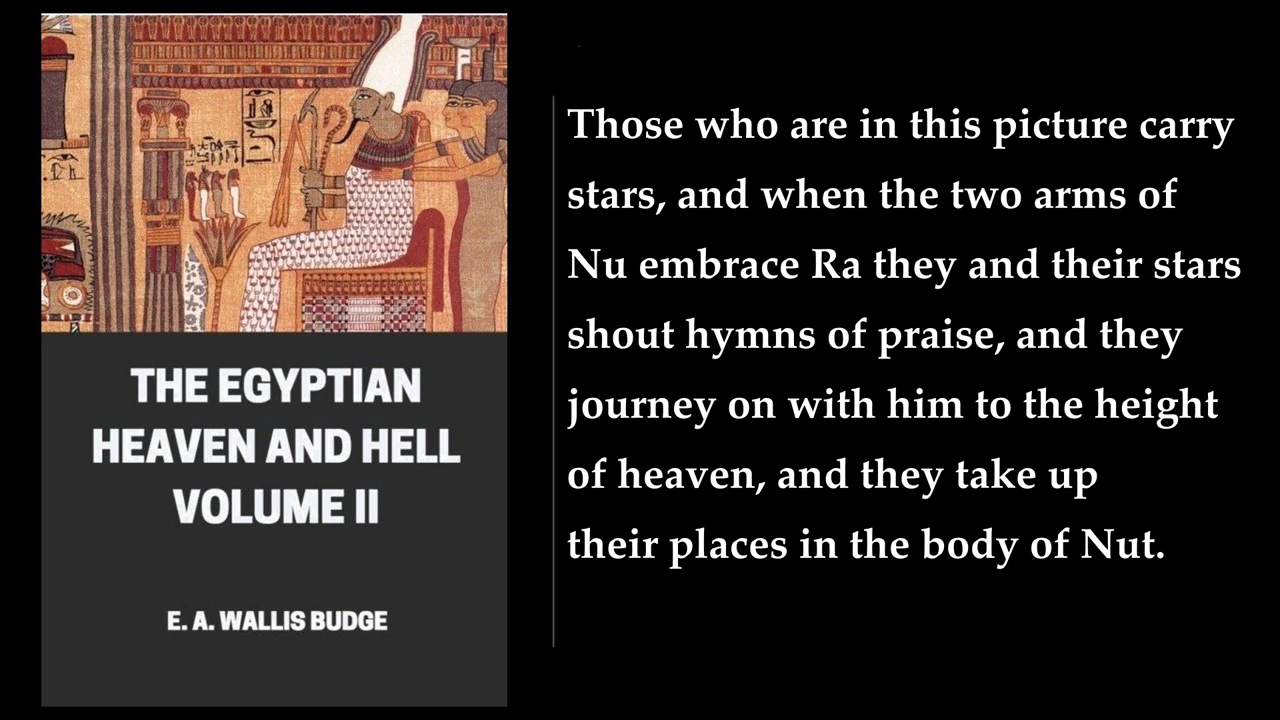 THE EGYPTIAN
HEAVEN AND HELL
VOLUME II
E. A. WALLIS BUDGE
Those who are in this picture carry
stars, and when the two arms of
Nu embrace Ra they and their stars
shout hymns of praise, and they
journey on with him to the height
of heaven, and they take up
their places in the body of Nut.